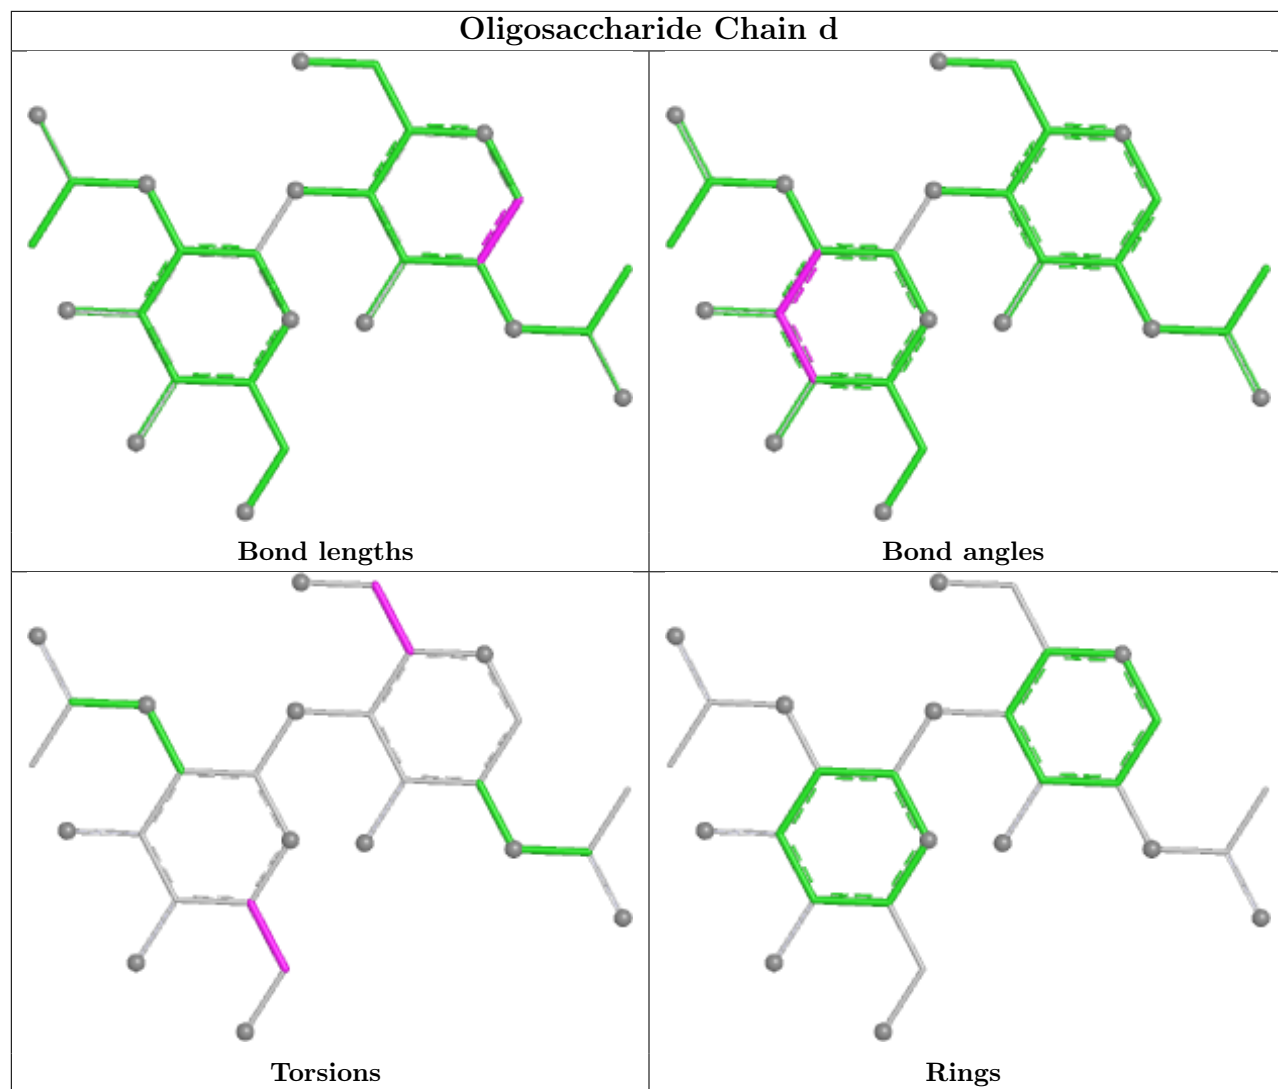 Oligosaccharide Chain d
Bond lengths
Bond angles
Torsions
Rings